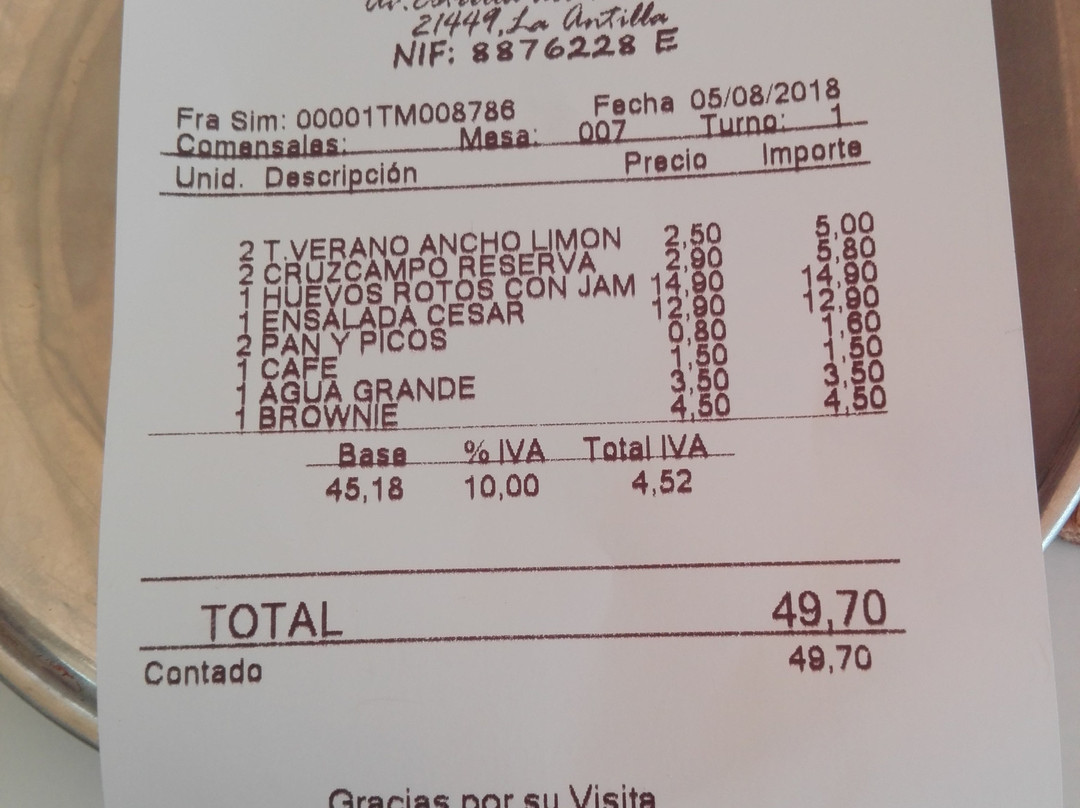 21449, La Antilla
NIF: 8876228 E
Fra Sim: 00001TM008786 Fecha 05/08/2018
Comensales: Mesa: 007 Turno: 1
Unid. Descripción Precio Importe
2 T.VERANO ANCHO LIMON 2,50 5,00
2 CRUZCAMPO RESERVA 2,90 5,80
1 HUEVOS ROTOS CON JAM 14,90 14,90
1 ENSALADA CESAR 12,90 12,90
2 PAN Y PICOS 0,80 1,60
1 CAFE 1,50 1,50
1 AGUA GRANDE 3,50 3,50
1 BROWNIE 4,50 4,50
Base % IVA Total IVA
45,18 10,00 4,52
TOTAL 49,70
Contado 49,70
Gracias por su Visita